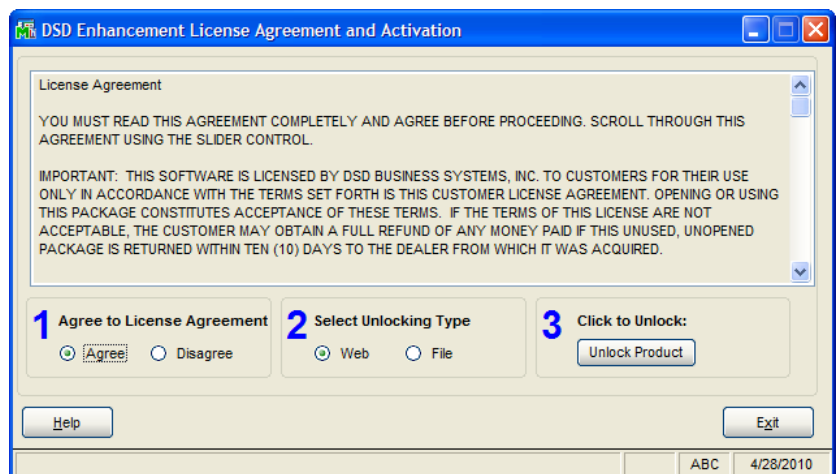 DSD Enhancement License Agreement and Activation
License Agreement
YOU MUST READ THIS AGREEMENT COMPLETELY AND AGREE BEFORE PROCEEDING. SCROLL THROUGH THIS
AGREEMENT USING THE SLIDER CONTROL.
IMPORTANT: THIS SOFTWARE IS LICENSED BY DSD BUSINESS SYSTEMS, INC. TO CUSTOMERS FOR THEIR USE
ONLY IN ACCORDANCE WITH THE TERMS SET FORTH IS THIS CUSTOMER LICENSE AGREEMENT. OPENING OR USING
THIS PACKAGE CONSTITUTES ACCEPTANCE OF THESE TERMS. IF THE TERMS OF THIS LICENSE ARE NOT
ACCEPTABLE, THE CUSTOMER MAY OBTAIN A FULL REFUND OF ANY MONEY PAID IF THIS UNUSED, UNOPENED
PACKAGE IS RETURNED WITHIN TEN (10) DAYS TO THE DEALER FROM WHICH IT WAS ACQUIRED.
1 Agree to License Agreement
Agree Disagree
2 Select Unlocking Type
Web File
3 Click to Unlock:
Unlock Product
Help Exit
ABC 4/28/2010